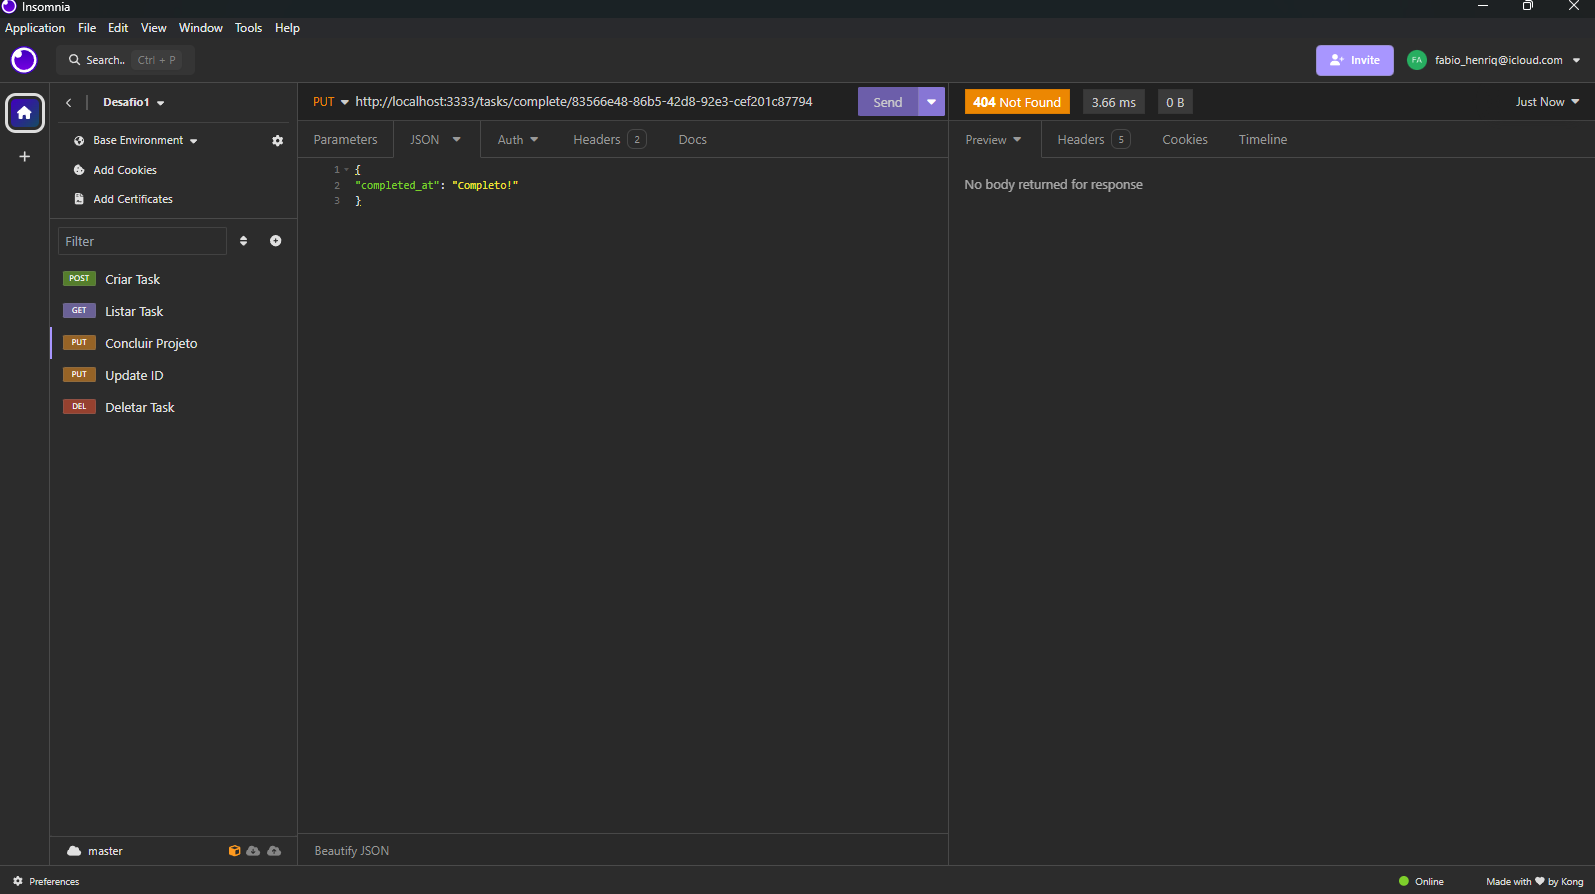 Insomnia
Application File Edit View Window Tools Help
Search.. Ctrl + P
Invite
FA fabio_henriq@icloud.com
Desafio1
Base Environment
Add Cookies
Add Certificates
Filter
POST Criar Task
GET Listar Task
PUT Concluir Projeto
PUT Update ID
DEL Deletar Task
master
PUT http://localhost:3333/tasks/complete/83566e48-86b5-42d8-92e3-cef201c87794 Send
Parameters JSON Auth Headers 2 Docs
1 {
2 "completed_at": "Completo!"
3 }
Beautify JSON
404 Not Found 3.66 ms 0 B Just Now
Preview Headers 5 Cookies Timeline
No body returned for response
Preferences
Online Made with ♥ by Kong